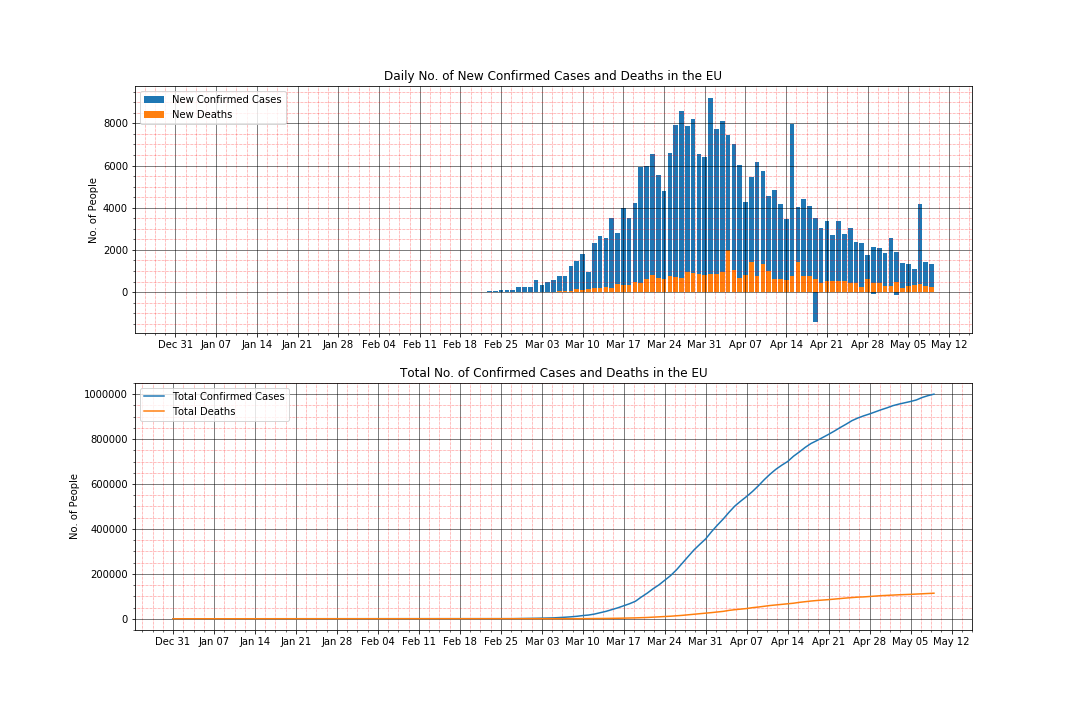 Daily No. of New Confirmed Cases and Deaths in the EU
New Confirmed Cases
New Deaths
8000
6000
4000
2000
0
No. of People
Dec 31 Jan 07 Jan 14 Jan 21 Jan 28 Feb 04 Feb 11 Feb 18 Feb 25 Mar 03 Mar 10 Mar 17 Mar 24 Mar 31 Apr 07 Apr 14 Apr 21 Apr 28 May 05 May 12
Total No. of Confirmed Cases and Deaths in the EU
Total Confirmed Cases
Total Deaths
1000000
800000
600000
400000
200000
0
No. of People
Dec 31 Jan 07 Jan 14 Jan 21 Jan 28 Feb 04 Feb 11 Feb 18 Feb 25 Mar 03 Mar 10 Mar 17 Mar 24 Mar 31 Apr 07 Apr 14 Apr 21 Apr 28 May 05 May 12